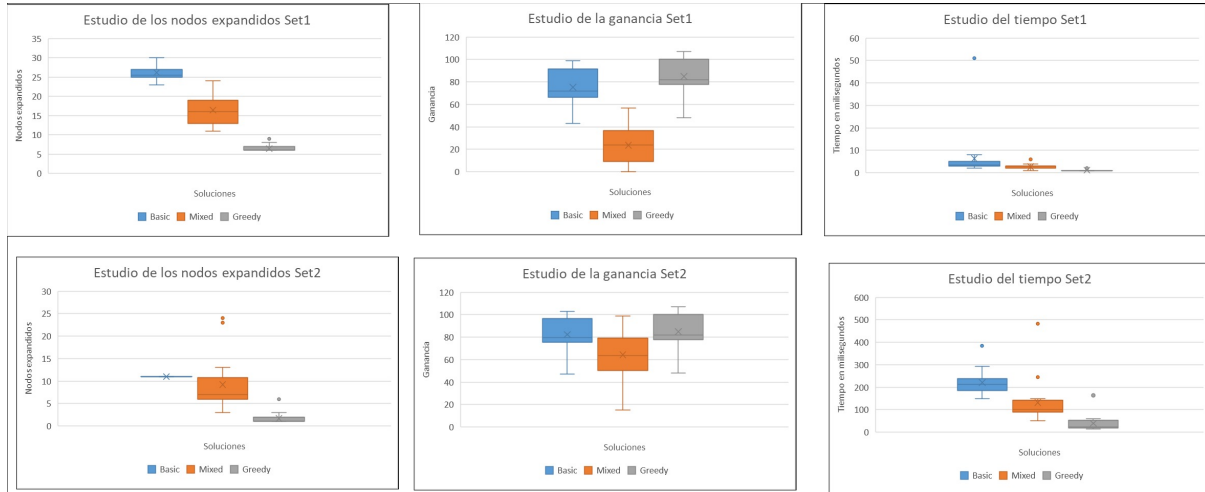 Estudio de los nodos expandidos Set1
Nodos expandidos
35
30
25
20
15
10
5
0
Soluciones
Basic Mixed Greedy
Estudio de la ganancia Set1
Ganancia
120
100
80
60
40
20
0
Soluciones
Basic Mixed Greedy
Estudio del tiempo Set1
Tiempo en milisegundos
60
50
40
30
20
10
0
Soluciones
Basic Mixed Greedy
Estudio de los nodos expandidos Set2
Nodos expandidos
30
25
20
15
10
5
0
Soluciones
Basic Mixed Greedy
Estudio de la ganancia Set2
Ganancia
120
100
80
60
40
20
0
Soluciones
Basic Mixed Greedy
Estudio del tiempo Set2
Tiempo en milisegundos
600
500
400
300
200
100
0
Soluciones
Basic Mixed Greedy